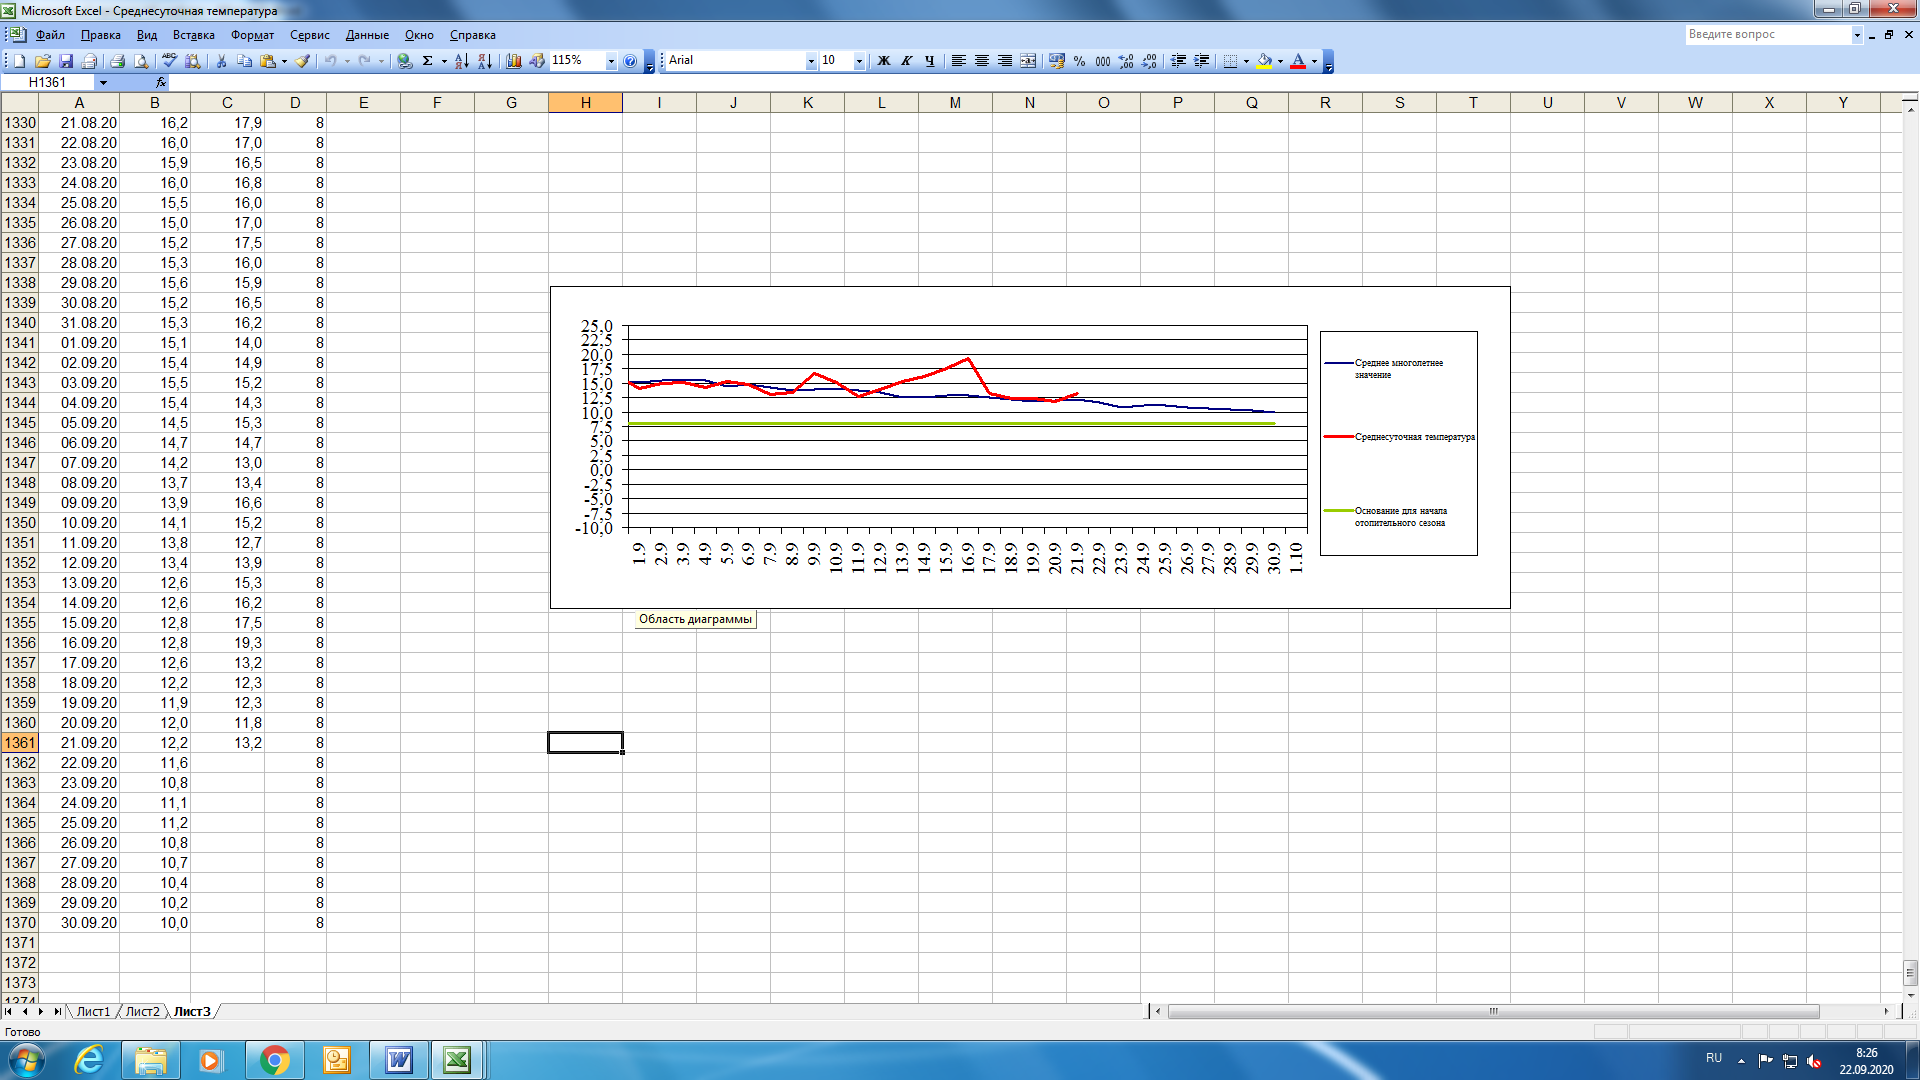 Microsoft Excel - Среднесуточная температура
Файл Правка Вид Вставка Формат Сервис Данные Окно Справка
Введите вопрос
115% Arial 10 Ж К Ч
H1361 fx
A B C D E F G H I J K L M N O P Q R S T U V W X Y
1330 21.08.20 16,2 17,9 8
1331 22.08.20 16,0 17,0 8
1332 23.08.20 15,9 16,5 8
1333 24.08.20 16,0 16,8 8
1334 25.08.20 15,5 16,0 8
1335 26.08.20 15,0 17,0 8
1336 27.08.20 15,2 17,5 8
1337 28.08.20 15,3 16,0 8
1338 29.08.20 15,6 15,9 8
1339 30.08.20 15,2 16,5 8
1340 31.08.20 15,3 16,2 8
1341 01.09.20 15,1 14,0 8
1342 02.09.20 15,4 14,9 8
1343 03.09.20 15,5 15,2 8
1344 04.09.20 15,4 14,3 8
1345 05.09.20 14,5 15,3 8
1346 06.09.20 14,7 14,7 8
1347 07.09.20 14,2 13,0 8
1348 08.09.20 13,7 13,4 8
1349 09.09.20 13,9 16,6 8
1350 10.09.20 14,1 15,2 8
1351 11.09.20 13,8 12,7 8
1352 12.09.20 13,4 13,9 8
1353 13.09.20 12,6 15,3 8
1354 14.09.20 12,6 16,2 8
1355 15.09.20 12,8 17,5 8
1356 16.09.20 12,8 19,3 8
1357 17.09.20 12,6 13,2 8
1358 18.09.20 12,2 12,3 8
1359 19.09.20 11,9 12,3 8
1360 20.09.20 12,0 11,8 8
1361 21.09.20 12,2 13,2 8
1362 22.09.20 11,6 8
1363 23.09.20 10,8 8
1364 24.09.20 11,1 8
1365 25.09.20 11,2 8
1366 26.09.20 10,8 8
1367 27.09.20 10,7 8
1368 28.09.20 10,4 8
1369 29.09.20 10,2 8
1370 30.09.20 10,0 8
1371
1372
1373
1374
25,0
22,5
20,0
17,5
15,0
12,5
10,0
7,5
5,0
2,5
0,0
-2,5
-5,0
-7,5
-10,0
1.9 2.9 3.9 4.9 5.9 6.9 7.9 8.9 9.9 10.9 11.9 12.9 13.9 14.9 15.9 16.9 17.9 18.9 19.9 20.9 21.9 22.9 23.9 24.9 25.9 26.9 27.9 28.9 29.9 30.9 1.10
Среднее многолетнее
значение
Среднесуточная температура
Основание для начала
отопительного сезона
Область диаграммы
Лист1 Лист2 Лист3
Готово
RU
8:26
22.09.2020